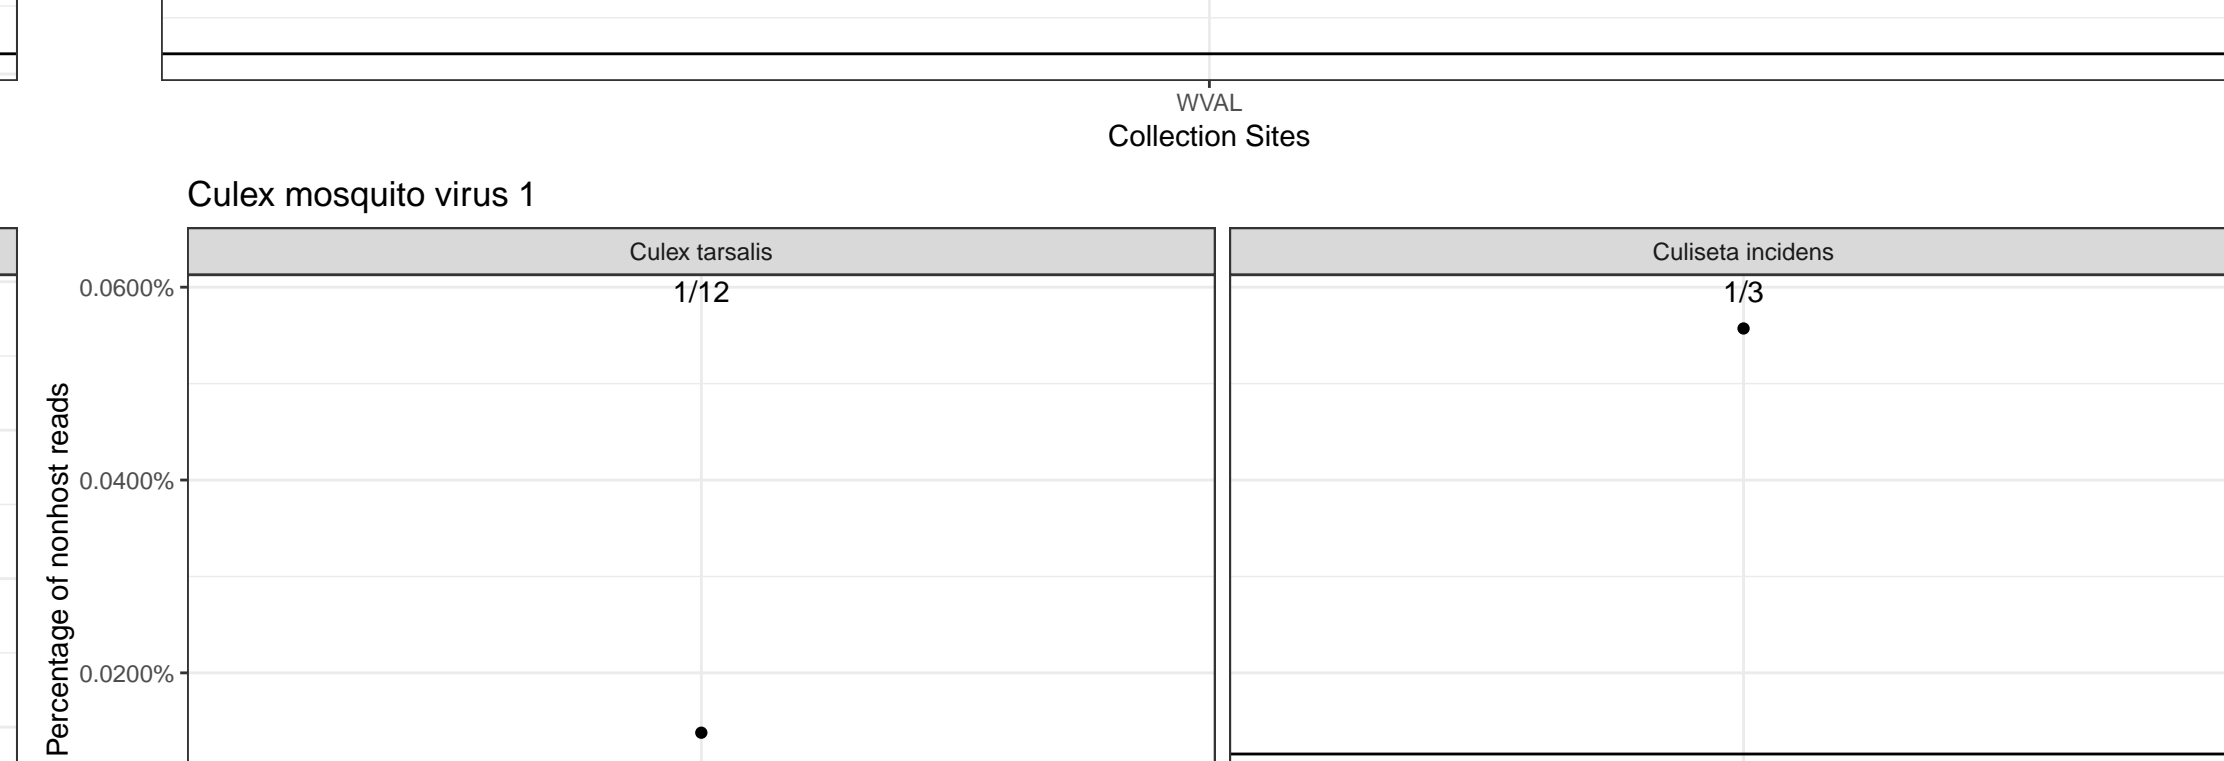 WVAL
Collection Sites
Culex mosquito virus 1
Culex tarsalis
Culiseta incidens
0.0600%
1/12
1/3
0.0400%
0.0200%
Percentage of nonhost reads